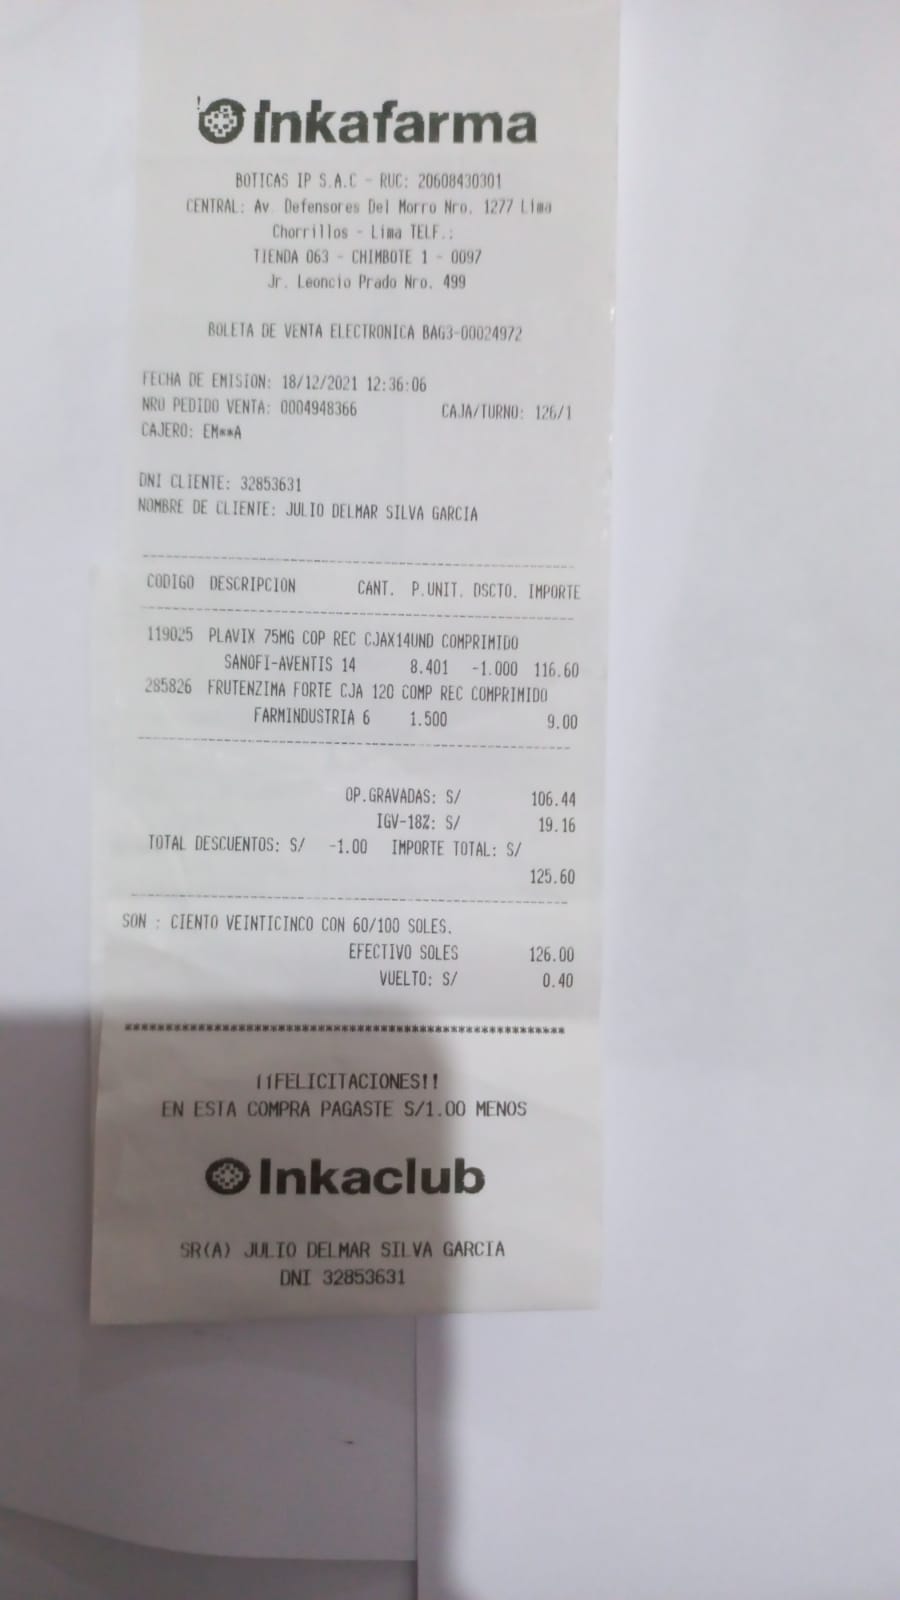 Inkafarma
BOTICAS IP S.A.C - RUC: 20608430301
CENTRAL: Av. Defensores Del Morro Nro. 1277 Lima
Chorrillos - Lima TELF.:
TIENDA 063 - CHIMBOTE 1 - 0097
Jr. Leoncio Prado Nro. 499
BOLETA DE VENTA ELECTRONICA BAG3-00024972
FECHA DE EMISION: 18/12/2021 12:36:06
NRO PEDIDO VENTA: 0004948366 CAJA/TURNO: 126/1
CAJERO: EM**A
DNI CLIENTE: 32853631
NOMBRE DE CLIENTE: JULIO DELMAR SILVA GARCIA
CODIGO DESCRIPCION CANT. P.UNIT. DSCTO. IMPORTE
119025 PLAVIX 75MG COP REC CJAX14UND COMPRIMIDO
SANOFI-AVENTIS 14 8.401 -1.000 116.60
285826 FRUTENZIMA FORTE CJA 120 COMP REC COMPRIMIDO
FARMINDUSTRIA 6 1.500 9.00
OP.GRAVADAS: S/ 106.44
IGV-18%: S/ 19.16
TOTAL DESCUENTOS: S/ -1.00 IMPORTE TOTAL: S/
125.60
SON : CIENTO VEINTICINCO CON 60/100 SOLES.
EFECTIVO SOLES 126.00
VUELTO: S/ 0.40
****************************************************
¡¡FELICITACIONES!!
EN ESTA COMPRA PAGASTE S/1.00 MENOS
Inkaclub
SR(A) JULIO DELMAR SILVA GARCIA
DNI 32853631